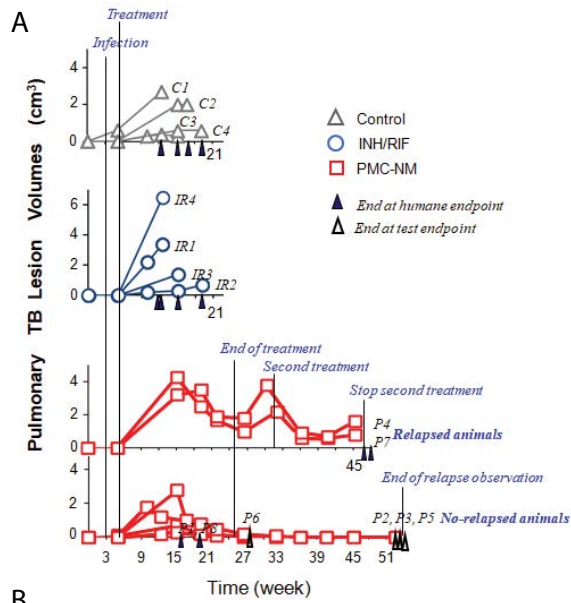 A
Treatment
Infection
Pulmonary TB Lesion Volumes (cm³)
4
2
0
C1
C2
C3
C4
21
Control
INH/RIF
PMC-NM
End at humane endpoint
End at test endpoint
6
4
2
0
IR4
IR1
IR3
IR2
21
End of treatment
Second treatment
Stop second treatment
4
2
0
P4
P7
Relapsed animals
45
End of relapse observation
4
2
0
P8
P6
P2, P3, P5
No-relapsed animals
3 9 15 21 27 33 39 45 51
Time (week)
B